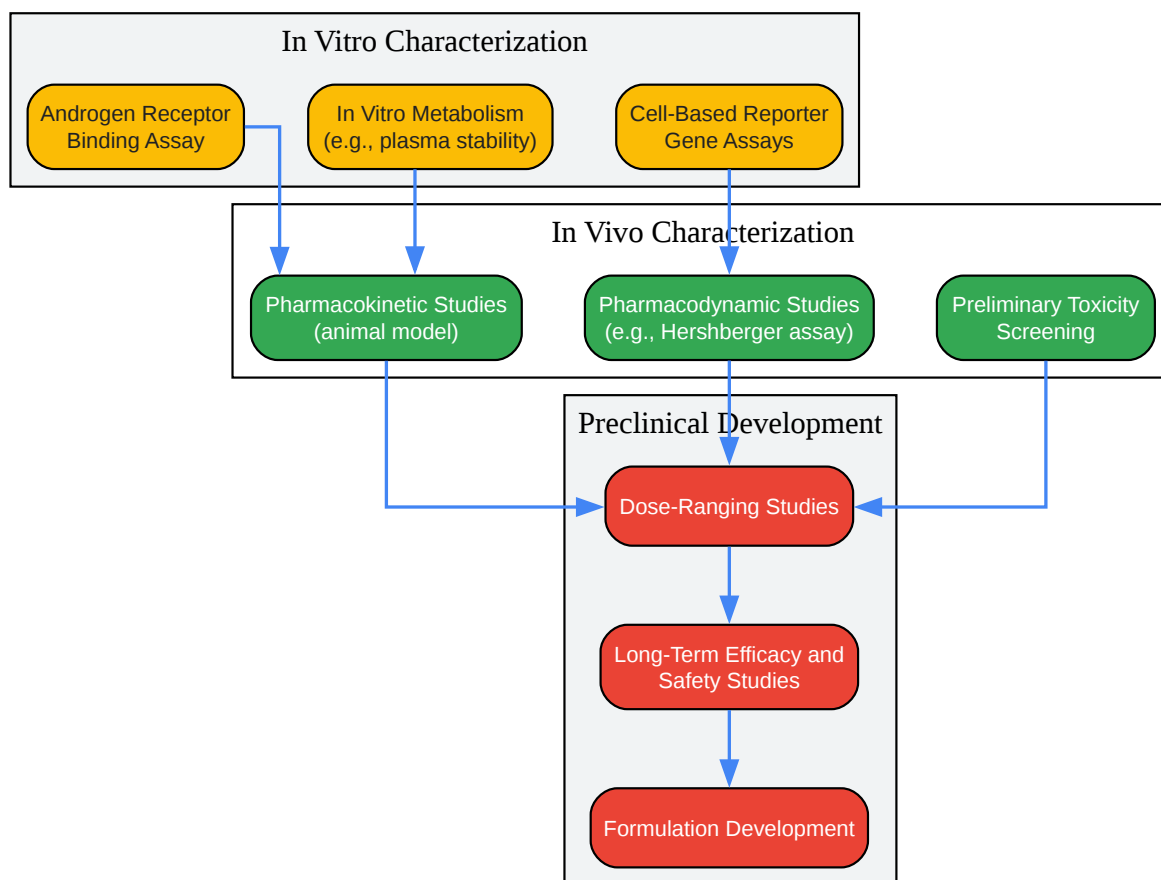 In Vitro Characterization
Androgen Receptor
Binding Assay
In Vitro Metabolism
(e.g., plasma stability)
Cell-Based Reporter
Gene Assays
In Vivo Characterization
Pharmacokinetic Studies
(animal model)
Pharmacodynamic Studies
(e.g., Hershberger assay)
Preliminary Toxicity
Screening
Preclinical Development
Dose-Ranging Studies
Long-Term Efficacy and
Safety Studies
Formulation Development